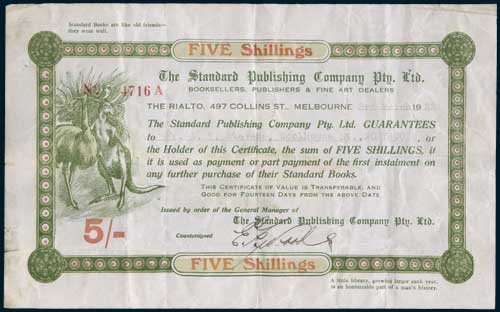 Standard Books are like old friends—
they wear well.
FIVE Shillings
No 4716 A
The Standard Publishing Company Pty. Ltd.
BOOKSELLERS, PUBLISHERS & FINE ART DEALERS
THE RIALTO, 497 COLLINS ST., MELBOURNE 19
The Standard Publishing Company Pty. Ltd. GUARANTEES
to or
the Holder of this Certificate, the sum of FIVE SHILLINGS, if
it is used as payment or part payment of the first instalment on
any further purchase of their Standard Books.
THIS CERTIFICATE OF VALUE IS TRANSFERABLE, AND
GOOD FOR FOURTEEN DAYS FROM THE ABOVE DATE
Issued by order of the General Manager of
The Standard Publishing Company Pty. Ltd.
5/-
Countersigned
FIVE Shillings
A little library, growing larger each year,
is an honourable part of a man's history.